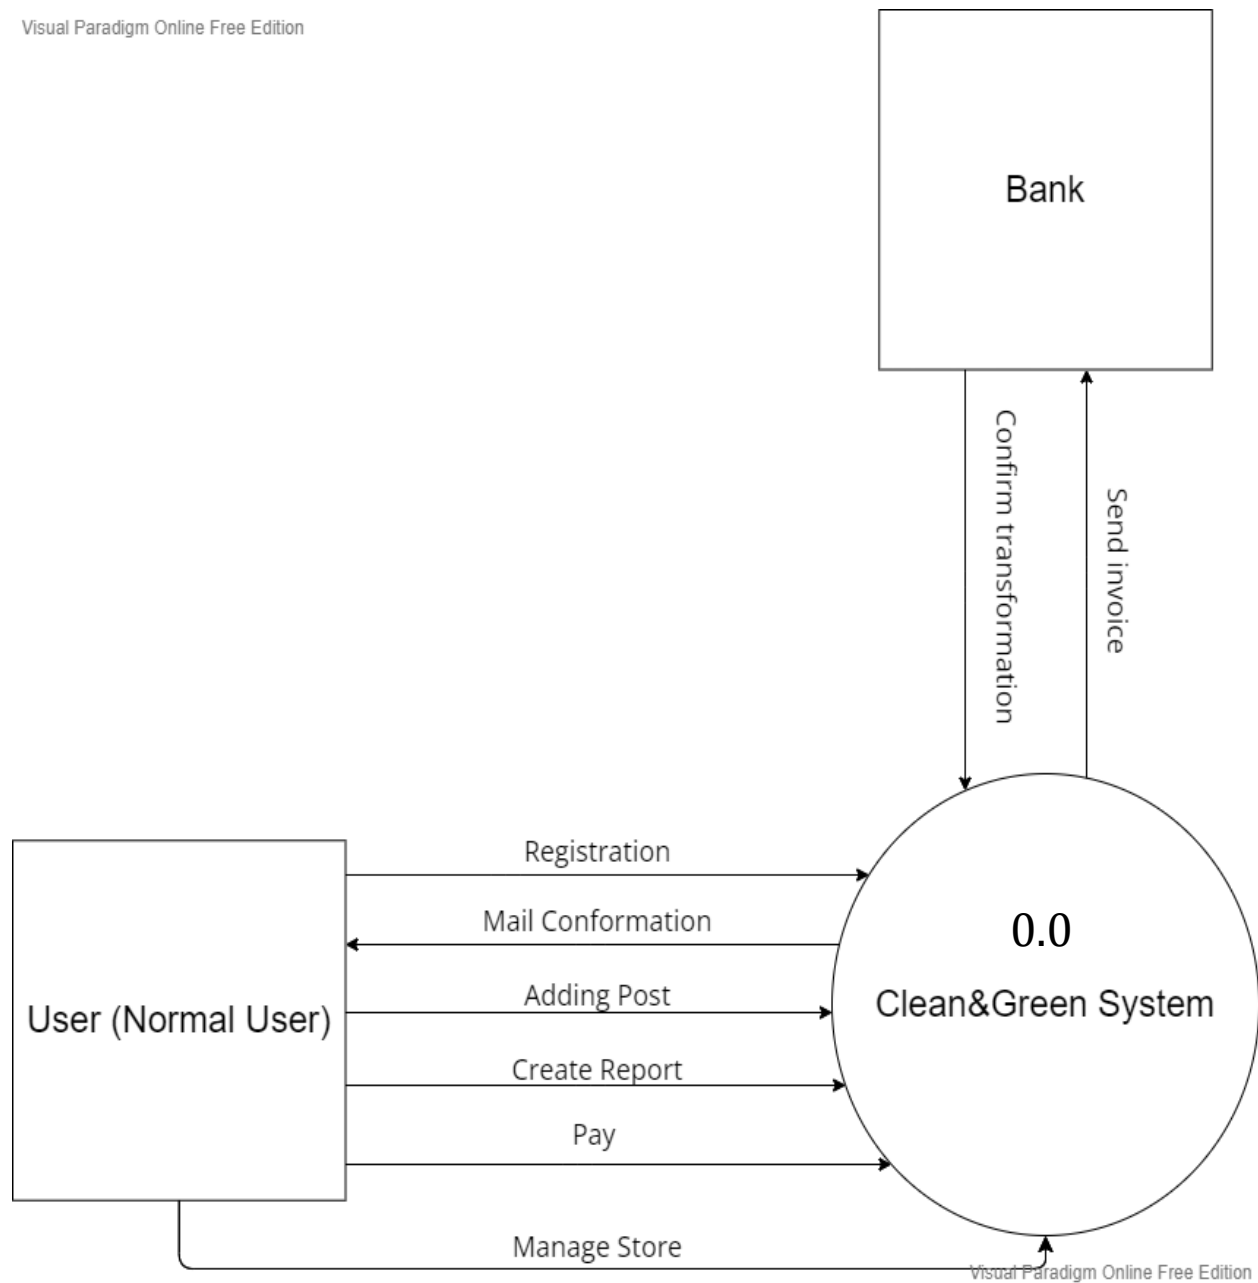 Visual Paradigm Online Free Edition
Bank
Confirm transformation
Send invoice
Registration
Mail Conformation
Adding Post
Create Report
Pay
Manage Store
User (Normal User)
0.0
Clean&Green System
Visual Paradigm Online Free Edition